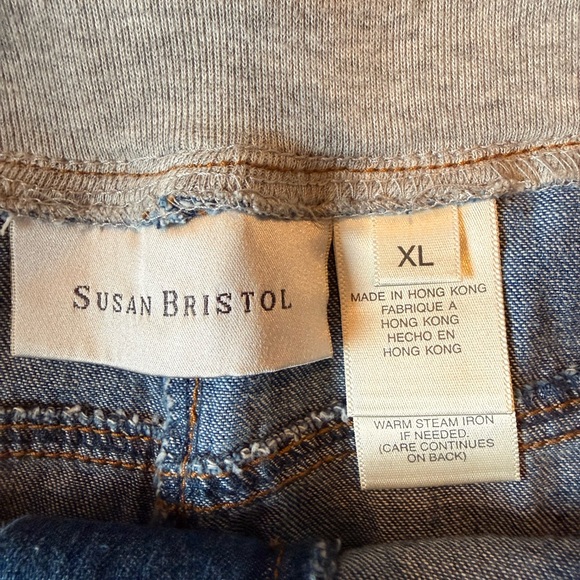 SUSAN BRISTOL
XL
MADE IN HONG KONG
FABRIQUE A
HONG KONG
HECHO EN
HONG KONG
WARM STEAM IRON
IF NEEDED.
(CARE CONTINUES
ON BACK)